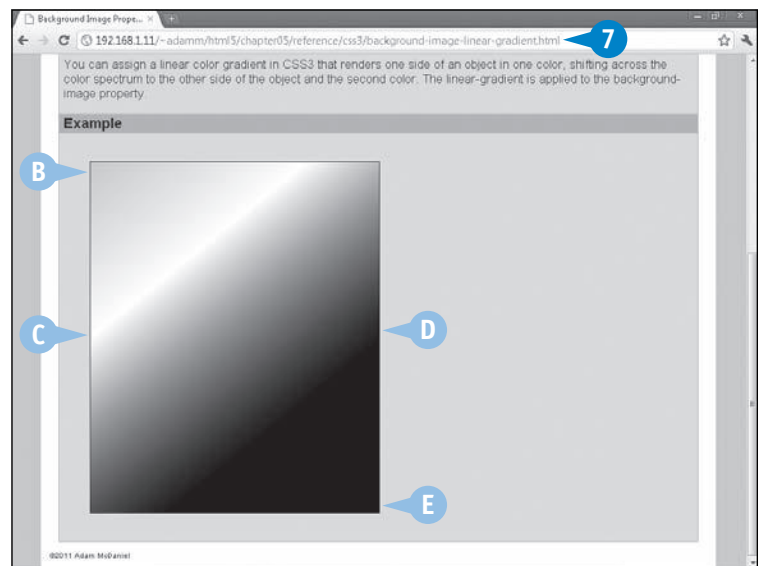 Background Image Prope...
192.168.1.11/~adamm/html5/chapter05/reference/css3/background-image-linear-gradient.html
7
You can assign a linear color gradient in CSS3 that renders one side of an object in one color, shifting across the
color spectrum to the other side of the object and the second color. The linear-gradient is applied to the background-
image property.
Example
B
C
D
E
©2011 Adam McDaniel